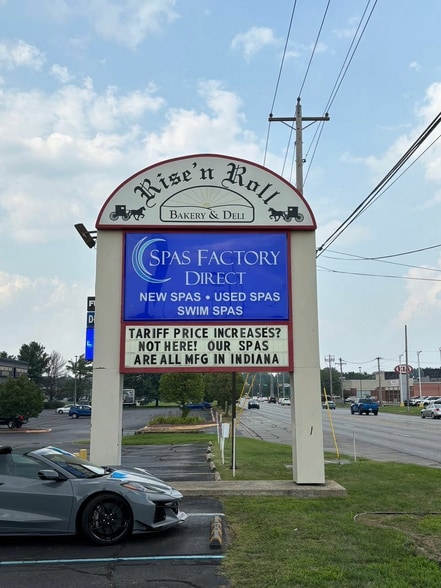 Rise'n Roll
BAKERY & DELI
SPAS FACTORY
DIRECT
NEW SPAS • USED SPAS
SWIM SPAS
TARIFF PRICE INCREASES?
NOT HERE! OUR SPAS
ARE ALL MFG IN INDIANA